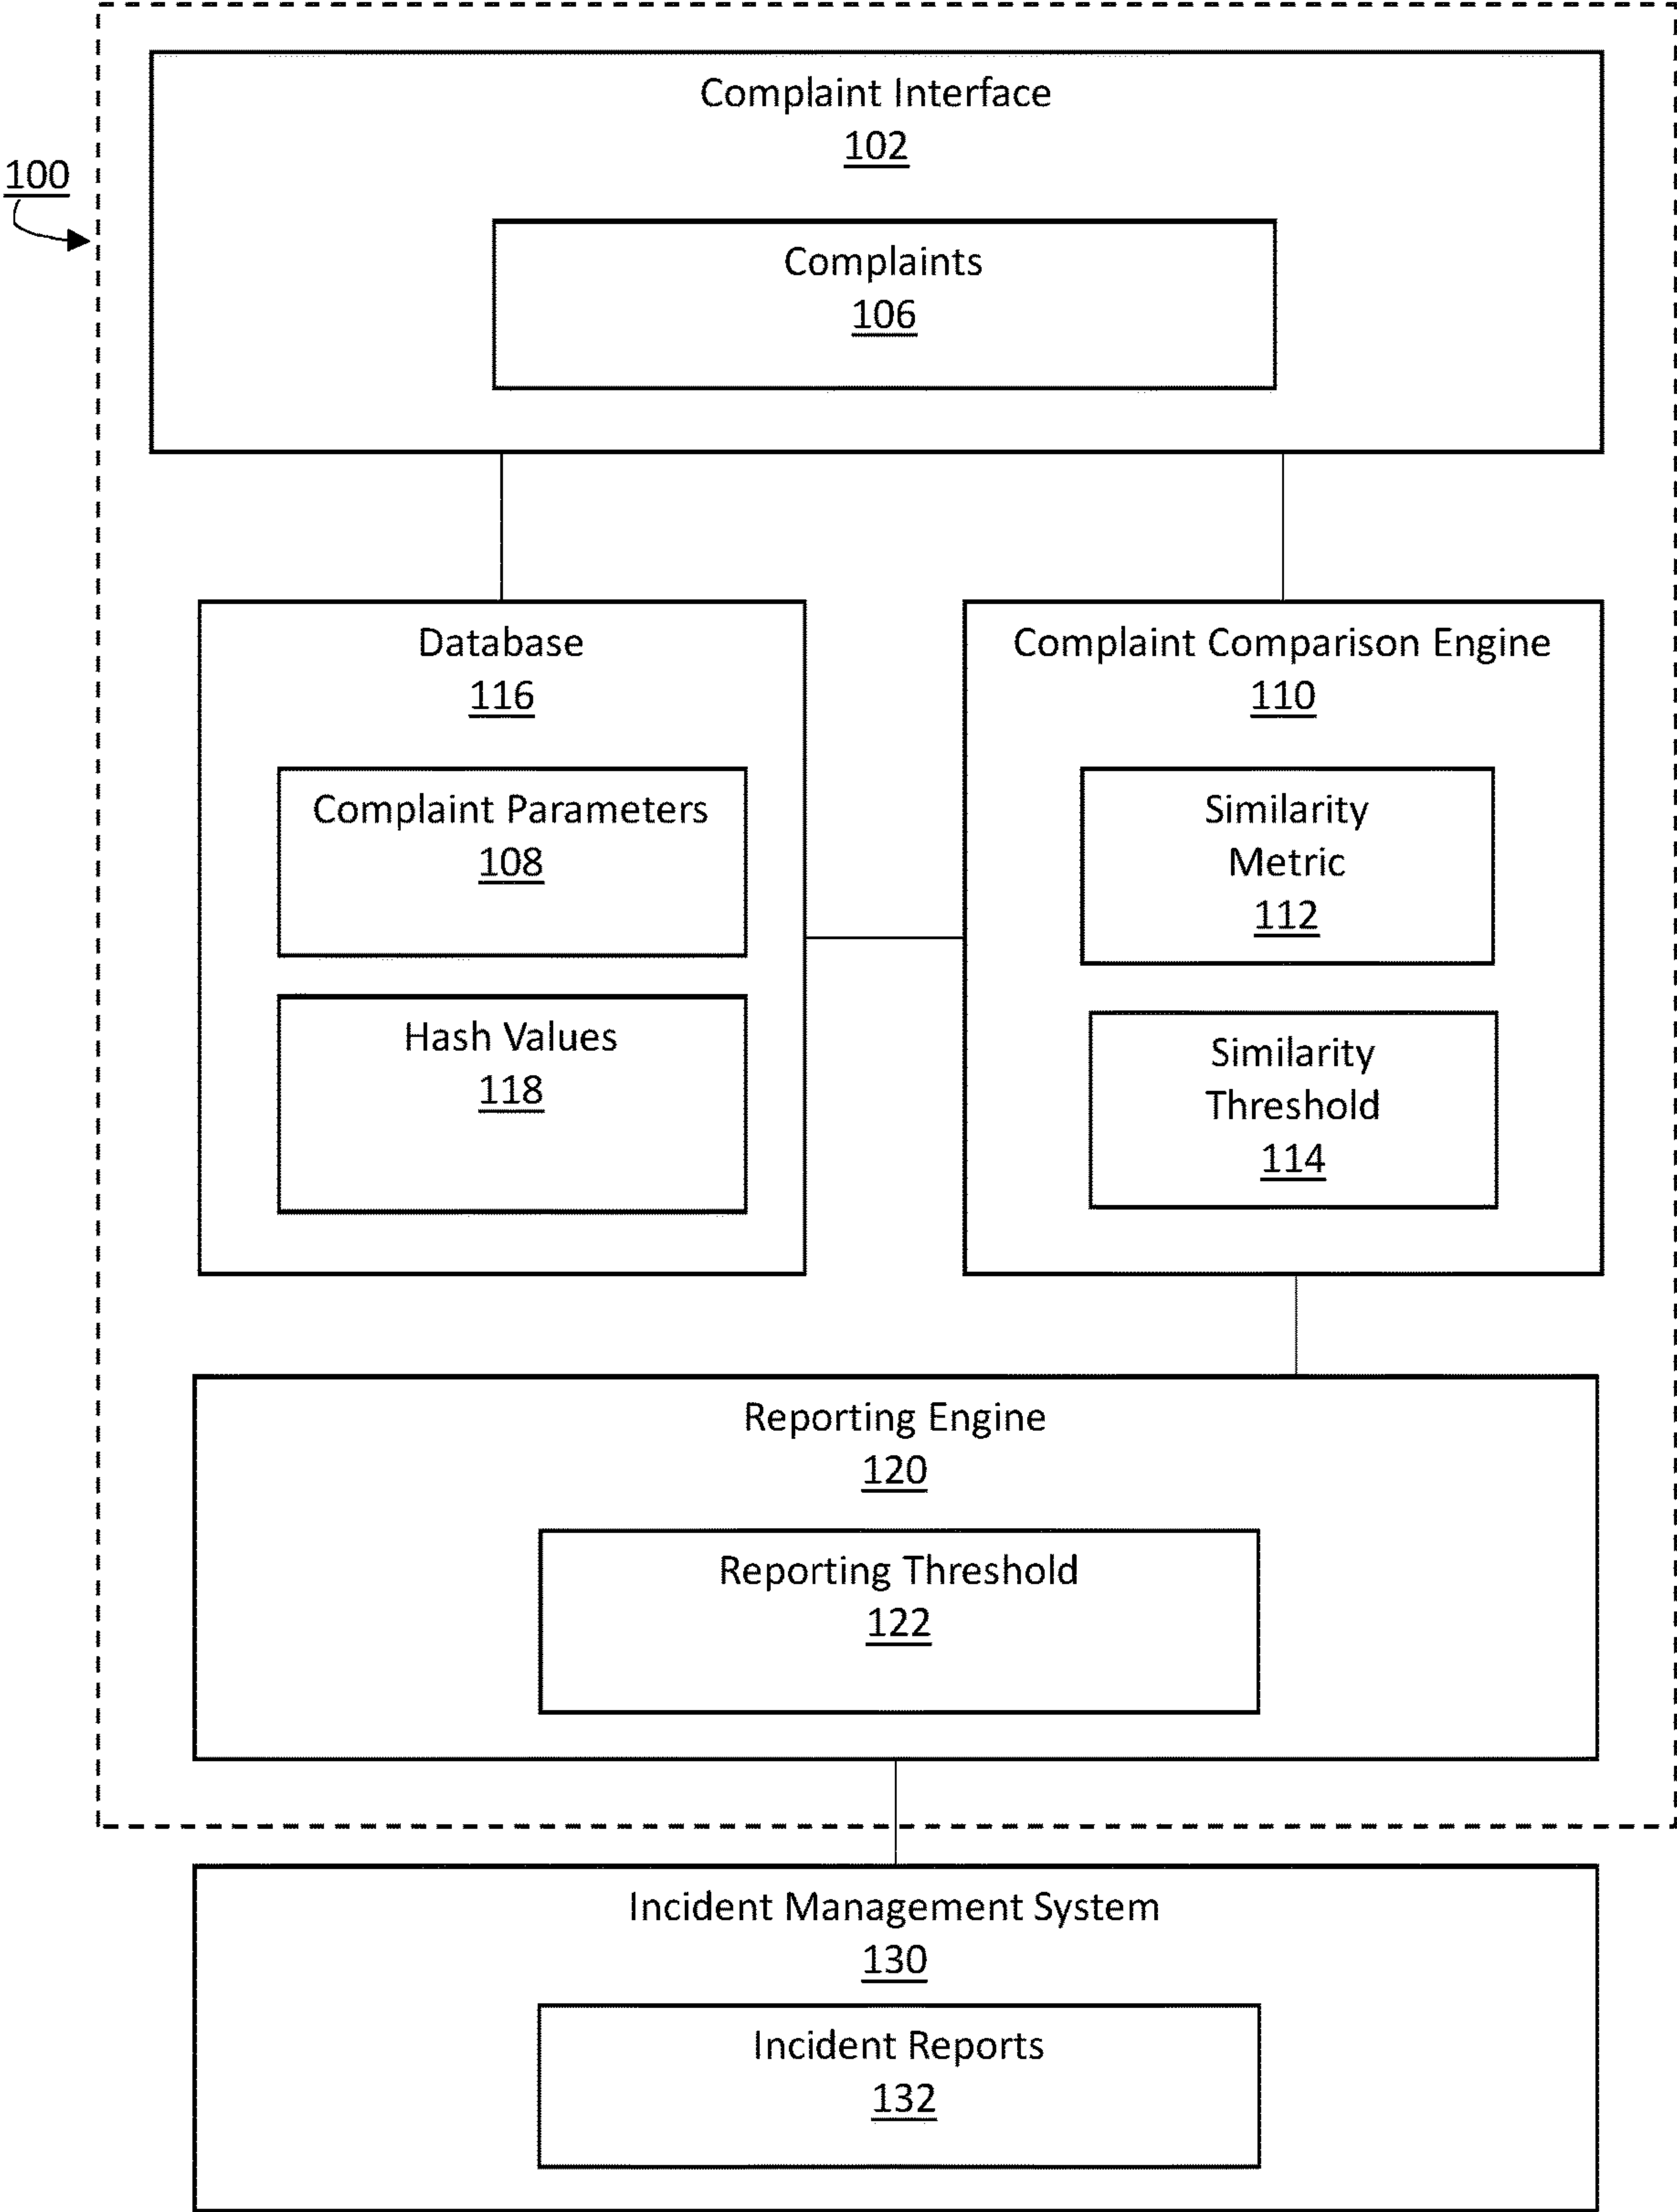 Complaint Interface
102
100
Complaints
106
Database
116
Complaint Parameters
108
Hash Values
118
Complaint Comparison Engine
110
Similarity
Metric
112
Similarity
Threshold
114
Reporting Engine
120
Reporting Threshold
122
Incident Management System
130
Incident Reports
132